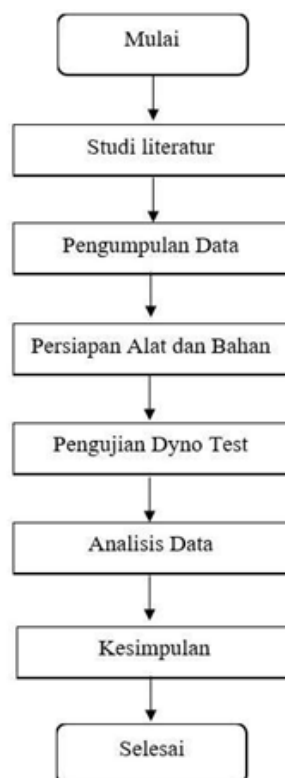 Mulai
Studi literatur
Pengumpulan Data
Persiapan Alat dan Bahan
Pengujian Dyno Test
Analisis Data
Kesimpulan
Selesai